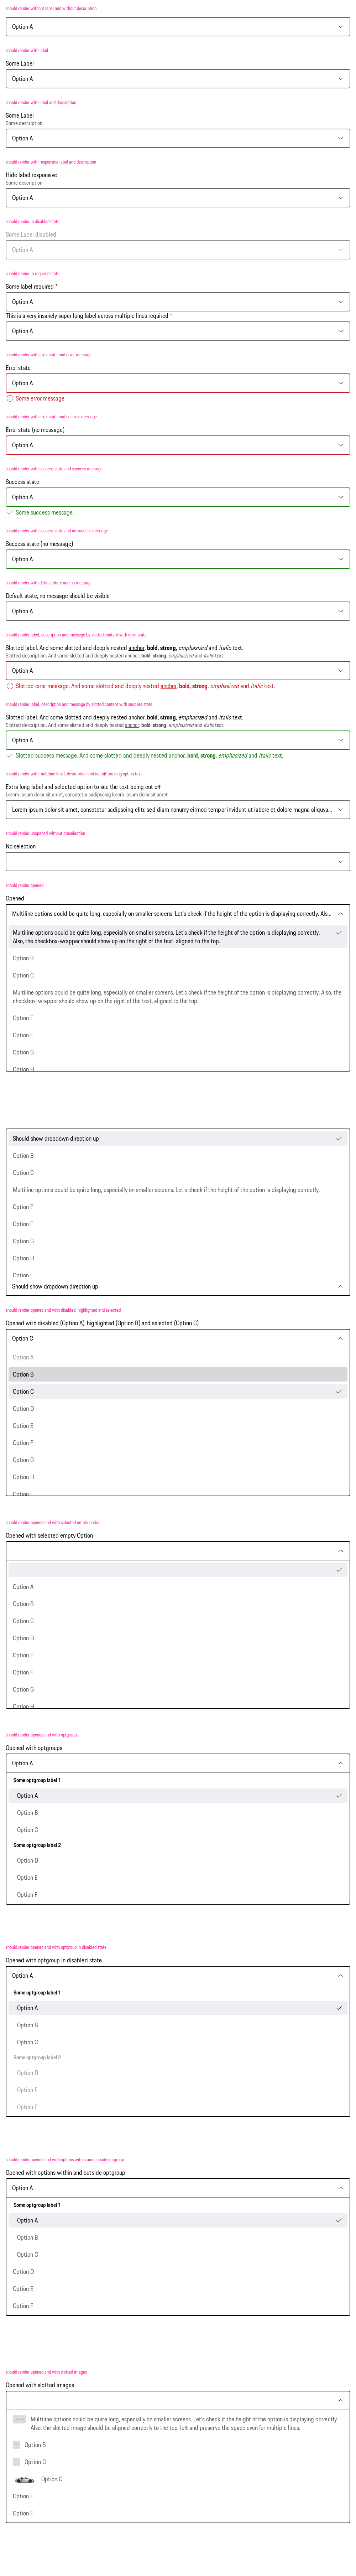 should render without label and without description
Option A
should render with label
Some Label
Option A
should render with label and description
Some Label
Some description
Option A
should render with responsive label and description
Hide label responsive
Some description
Option A
should render in disabled state
Some Label disabled
Option A
should render in required state
Some label required *
Option A
This is a very insanely super long label across multiple lines required *
Option A
should render with error state and error message
Error state
Option A
Some error message.
should render with error state and no error message
Error state (no message)
Option A
should render with success state and success message
Success state
Option A
Some success message.
should render with success state and no success message
Success state (no message)
Option A
should render with default state and no message
Default state, no message should be visible
Option A
should render label, description and message by slotted content with error state
Slotted label. And some slotted and deeply nested anchor, bold, strong, emphasized and italic text.
Slotted description. And some slotted and deeply nested anchor, bold, strong, emphasized and italic text.
Option A
Slotted error message. And some slotted and deeply nested anchor, bold, strong, emphasized and italic text.
should render label, description and message by slotted content with success state
Slotted label. And some slotted and deeply nested anchor, bold, strong, emphasized and italic text.
Slotted description. And some slotted and deeply nested anchor, bold, strong, emphasized and italic text.
Option A
Slotted success message. And some slotted and deeply nested anchor, bold, strong, emphasized and italic text.
should render with multiline label, description and cut off too long option text
Extra long label and selected option to see the text being cut off
Lorem ipsum dolor sit amet, consetetur sadipscing lorem ipsum dolor sit amet
Lorem ipsum dolor sit amet, consetetur sadipscing elitr, sed diam nonumy eirmod tempor invidunt ut labore et dolore magna aliquya...
should render unopened without preselection
No selection
should render opened
Opened
Multiline options could be quite long, especially on smaller screens. Let's check if the height of the option is displaying correctly. Als...
Multiline options could be quite long, especially on smaller screens. Let's check if the height of the option is displaying correctly.
Also, the checkbox-wrapper should show up on the right of the text, aligned to the top.
Option B
Option C
Multiline options could be quite long, especially on smaller screens. Let's check if the height of the option is displaying correctly. Also, the
checkbox-wrapper should show up on the right of the text, aligned to the top.
Option E
Option F
Option G
Option H
Should show dropdown direction up
Option B
Option C
Multiline options could be quite long, especially on smaller screens. Let's check if the height of the option is displaying correctly.
Option E
Option F
Option G
Option H
Option I
Should show dropdown direction up
should render opened and with disabled, highlighted and selected
Opened with disabled (Option A), highlighted (Option B) and selected (Option C)
Option C
Option A
Option B
Option C
Option D
Option E
Option F
Option G
Option H
Option I
should render opened and with selected empty option
Opened with selected empty Option
Option A
Option B
Option C
Option D
Option E
Option F
Option G
Option H
should render opened and with optgroups
Opened with optgroups
Option A
Some optgroup label 1
Option A
Option B
Option C
Some optgroup label 2
Option D
Option E
Option F
should render opened and with optgroup in disabled state
Opened with optgroup in disabled state
Option A
Some optgroup label 1
Option A
Option B
Option C
Some optgroup label 2
Option D
Option E
Option F
should render opened and with options within and outside optgroup
Opened with options within and outside optgroup
Option A
Some optgroup label 1
Option A
Option B
Option C
Option D
Option E
Option F
should render opened and with slotted images
Opened with slotted images
Multiline options could be quite long, especially on smaller screens. Let's check if the height of the option is displaying correctly.
Also, the slotted image should be aligned correctly to the top-left and preserve the space even for multiple lines.
Option B
Option C
Option C
Option E
Option F